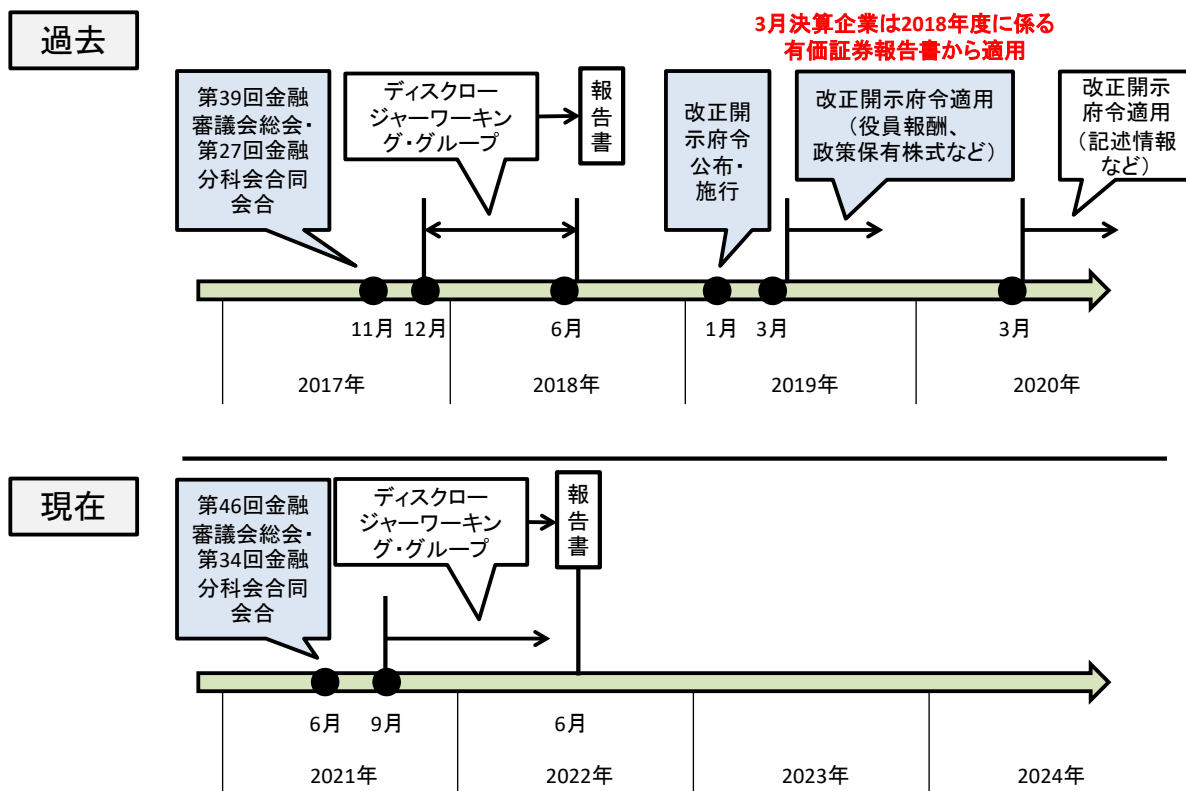 過去
3月決算企業は2018年度に係る
有価証券報告書から適用
第39回金融
審議会総会・
第27回金融
分科会合同
会合
ディスクロー
ジャーワーキン
グ・グループ
報
告
書
改正開
示府令
公布・
施行
改正開示府令適用
（役員報酬、
政策保有株式など）
改正開示
府令適用
（記述情報
など）
11月
12月
6月
1月
3月
3月
2017年
2018年
2019年
2020年
現在
第46回金融
審議会総会・
第34回金融
分科会合同
会合
ディスクロー
ジャーワーキン
グ・グループ
報
告
書
6月
9月
6月
2021年
2022年
2023年
2024年